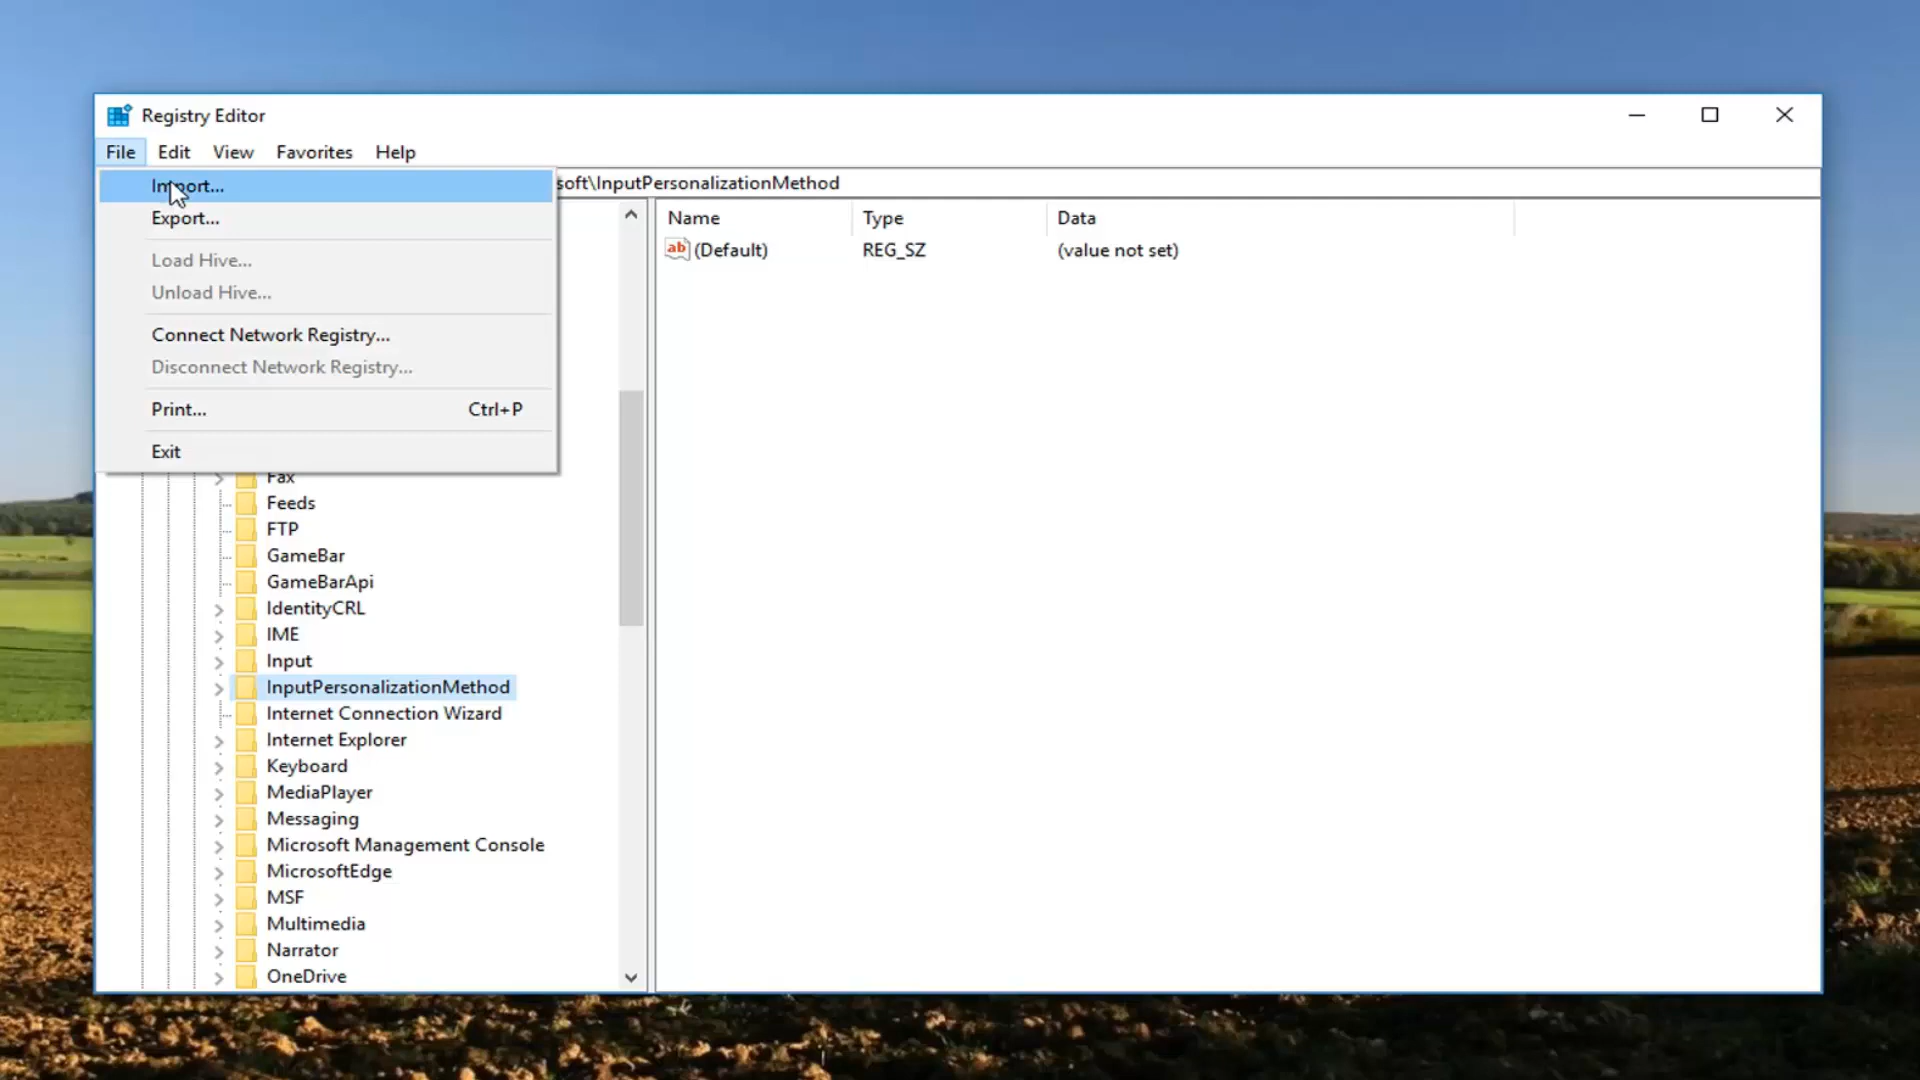 Registry Editor
File Edit View Favorites Help
Import...
soft\InputPersonalizationMethod
Export...
Name Type Data
ab (Default) REG_SZ (value not set)
Load Hive...
Unload Hive...
Connect Network Registry...
Disconnect Network Registry...
Print... Ctrl+P
Exit
Fax
Feeds
FTP
GameBar
GameBarApi
IdentityCRL
IME
Input
InputPersonalizationMethod
Internet Connection Wizard
Internet Explorer
Keyboard
MediaPlayer
Messaging
Microsoft Management Console
MicrosoftEdge
MSF
Multimedia
Narrator
OneDrive